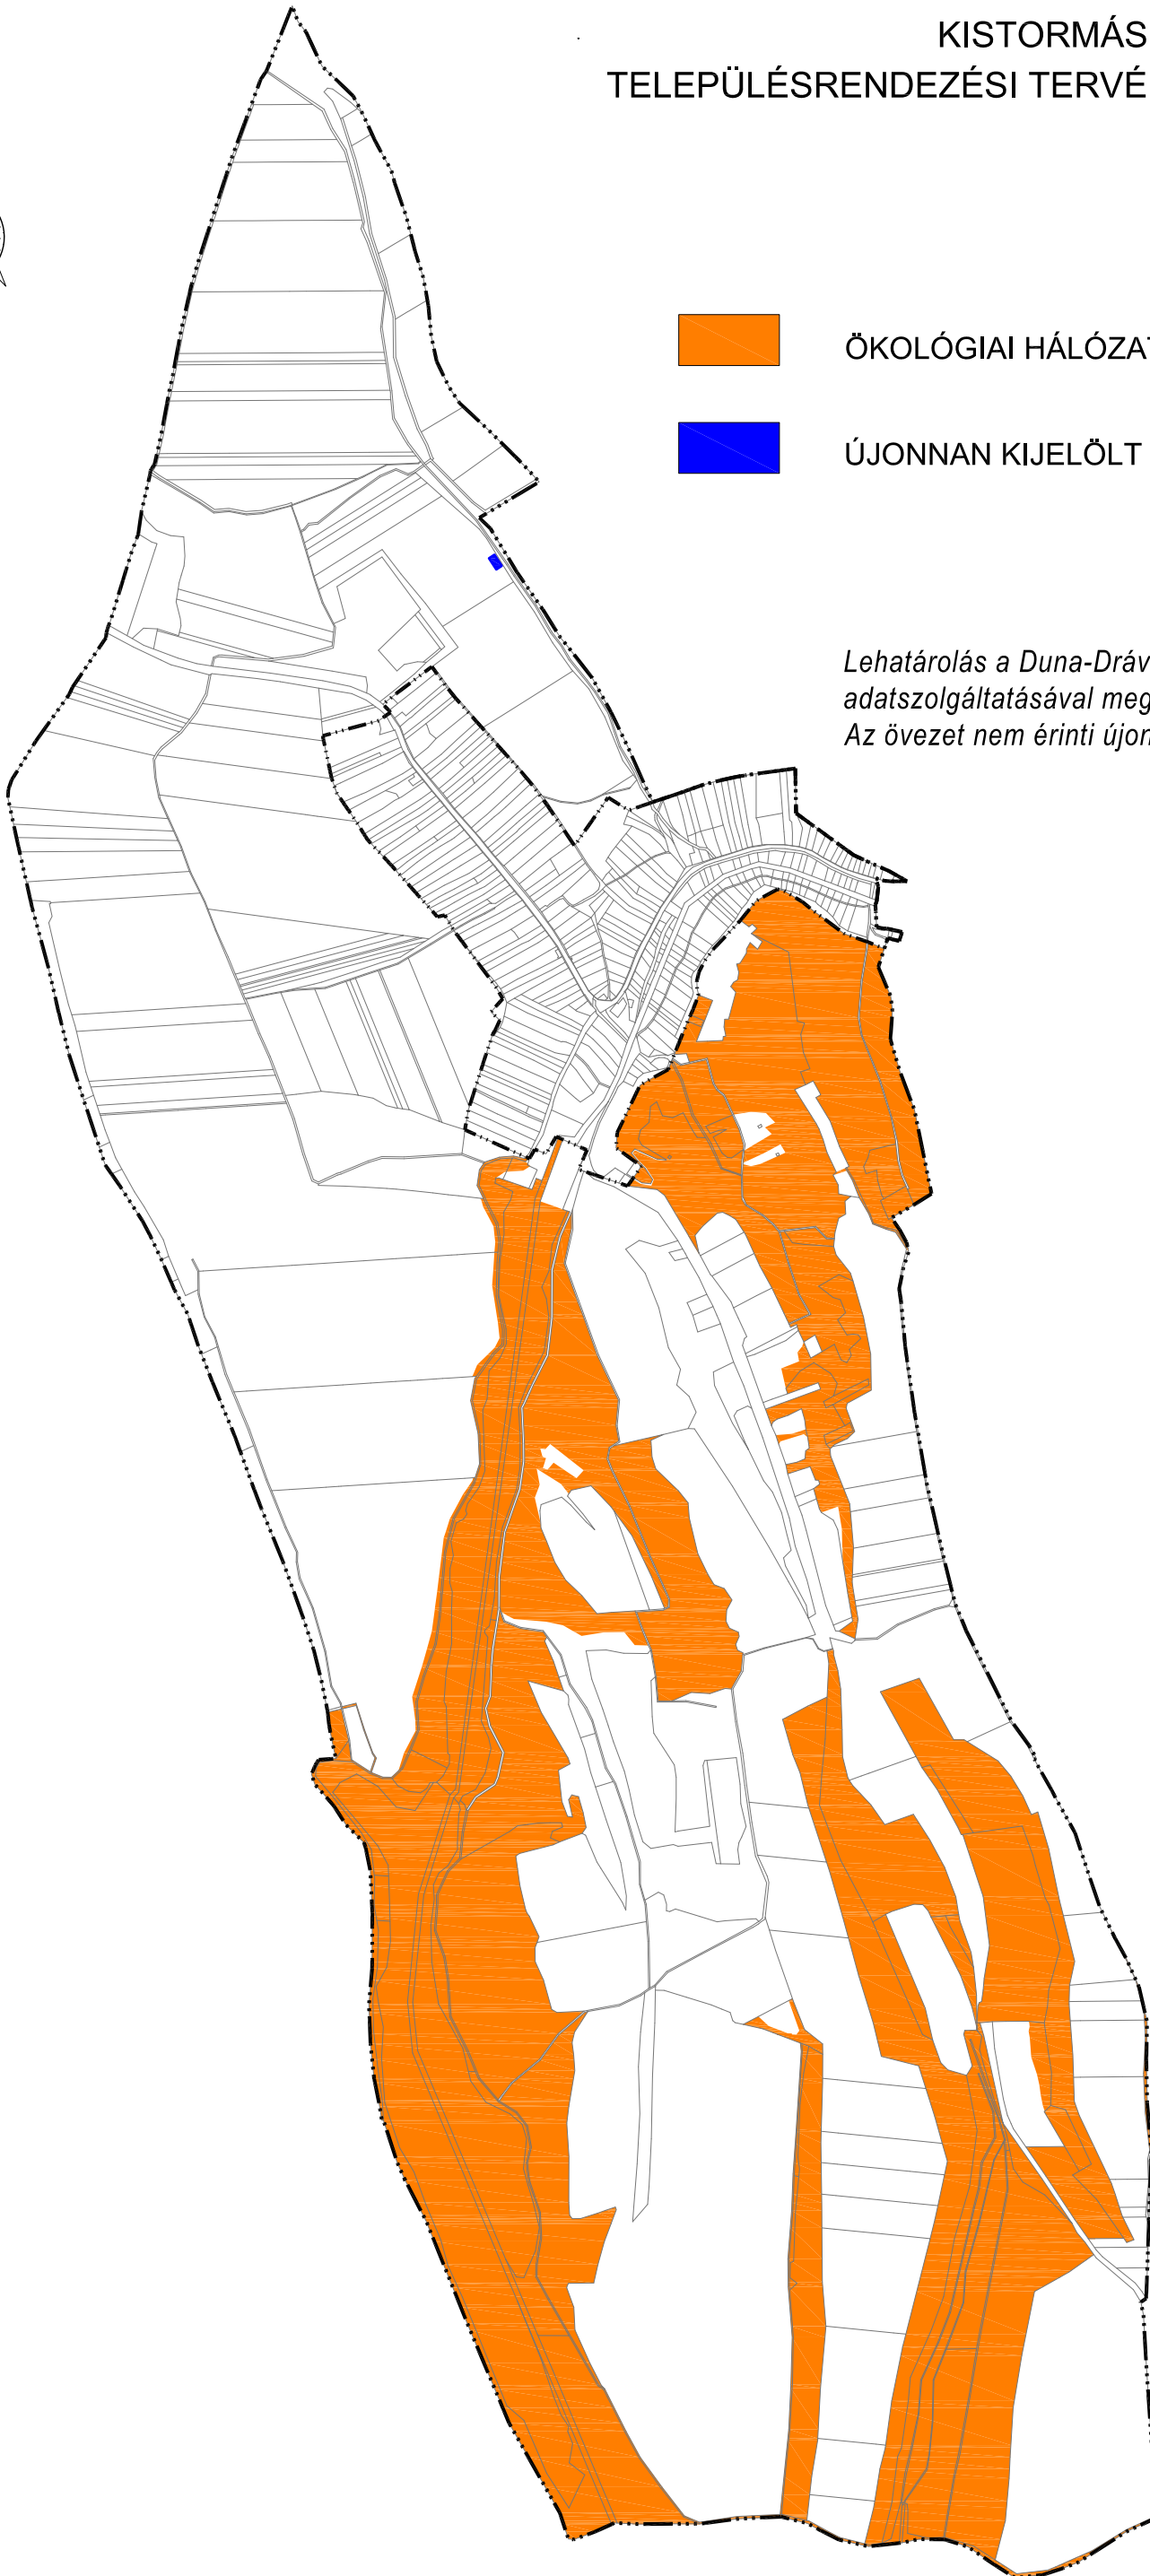 KISTORMÁS
TELEPÜLÉSRENDEZÉSI TERVÉ
ÖKOLÓGIAI HÁLÓZAT
ÚJONNAN KIJELÖLT
Lehatárolás a Duna-Dráv
adatszolgáltatásával meg
Az övezet nem érinti újon